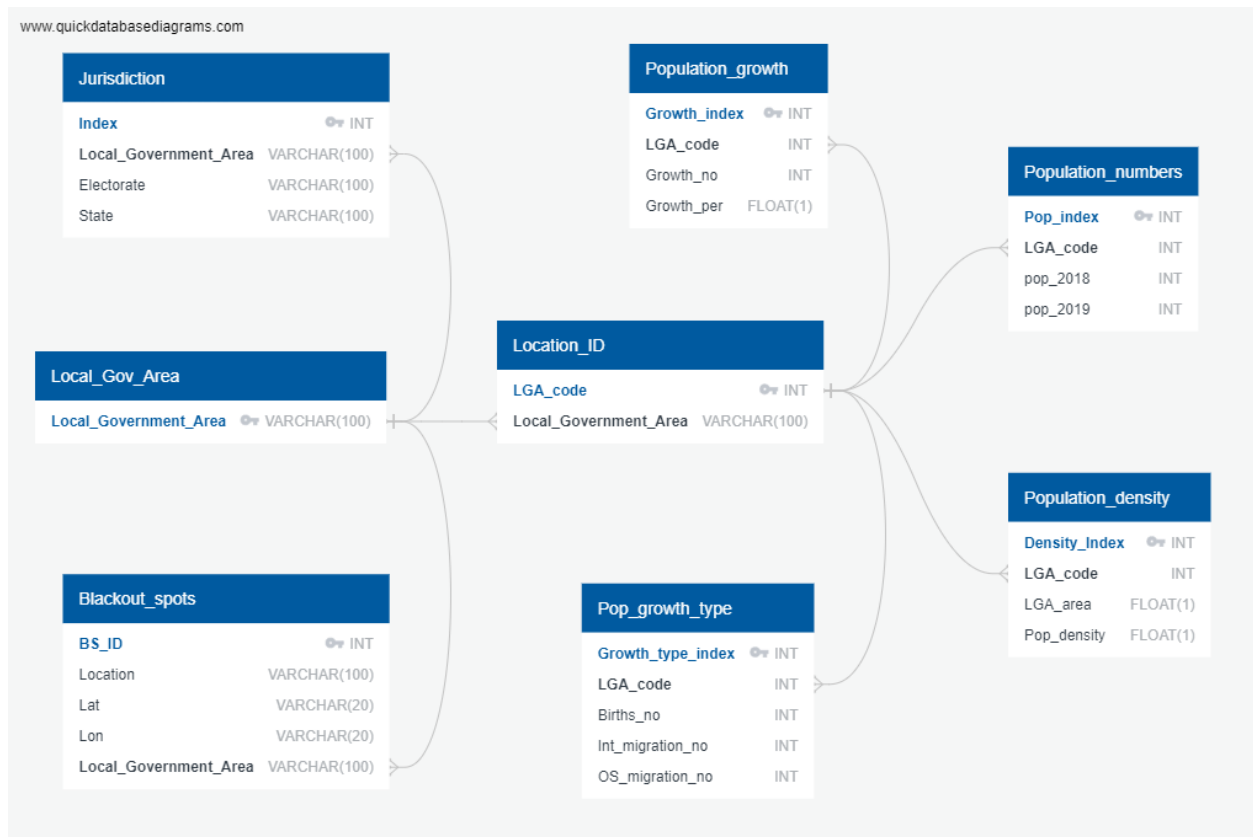 www.quickdatabasediagrams.com
Jurisdiction
Index INT
Local_Government_Area VARCHAR(100)
Electorate VARCHAR(100)
State VARCHAR(100)
Population_growth
Growth_index INT
LGA_code INT
Growth_no INT
Growth_per FLOAT(1)
Population_numbers
Pop_index INT
LGA_code INT
pop_2018 INT
pop_2019 INT
Local_Gov_Area
Local_Government_Area VARCHAR(100)
Location_ID
LGA_code INT
Local_Government_Area VARCHAR(100)
Population_density
Density_Index INT
LGA_code INT
LGA_area FLOAT(1)
Pop_density FLOAT(1)
Blackout_spots
BS_ID INT
Location VARCHAR(100)
Lat VARCHAR(20)
Lon VARCHAR(20)
Local_Government_Area VARCHAR(100)
Pop_growth_type
Growth_type_index INT
LGA_code INT
Births_no INT
Int_migration_no INT
OS_migration_no INT